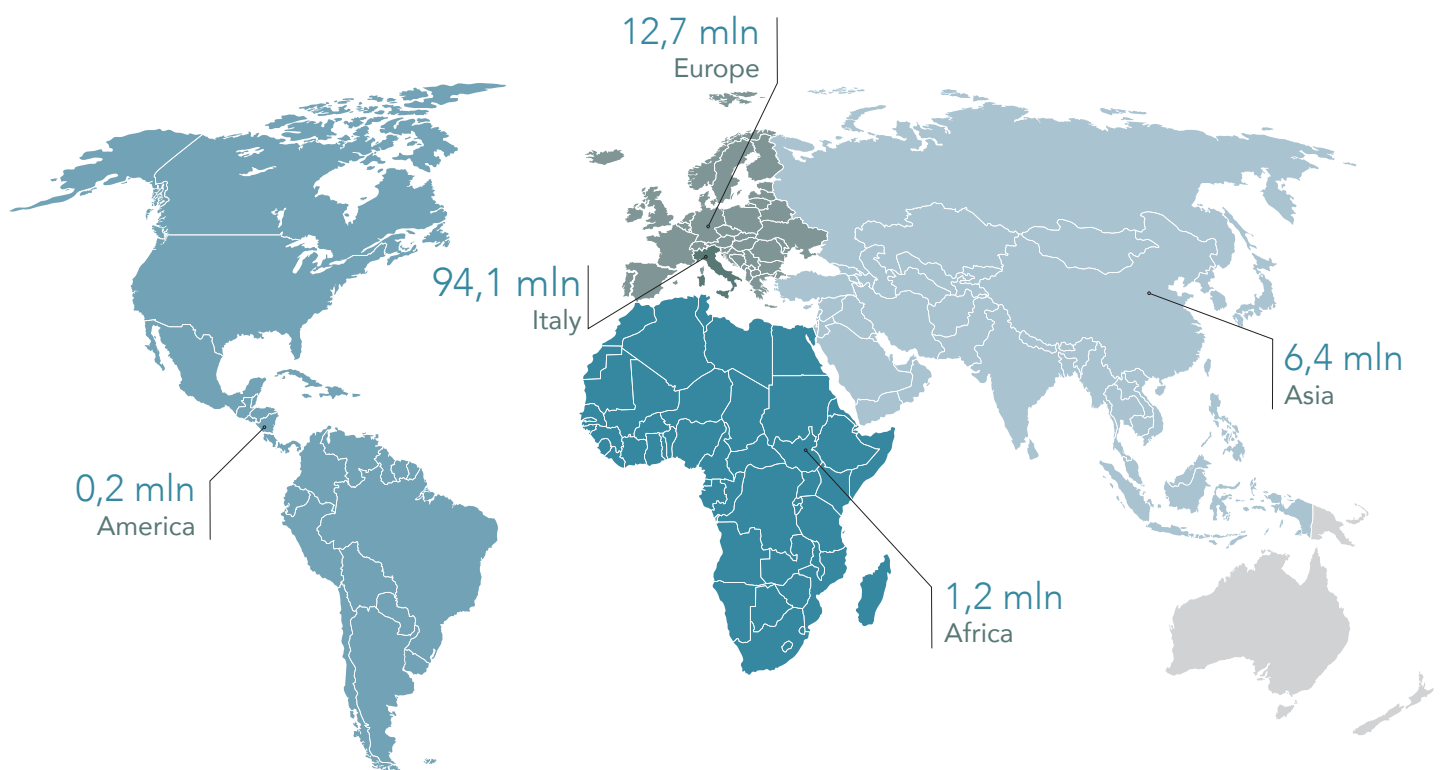 12,7 mln
Europe
94,1 mln
Italy
6,4 mln
Asia
0,2 mln
America
1,2 mln
Africa